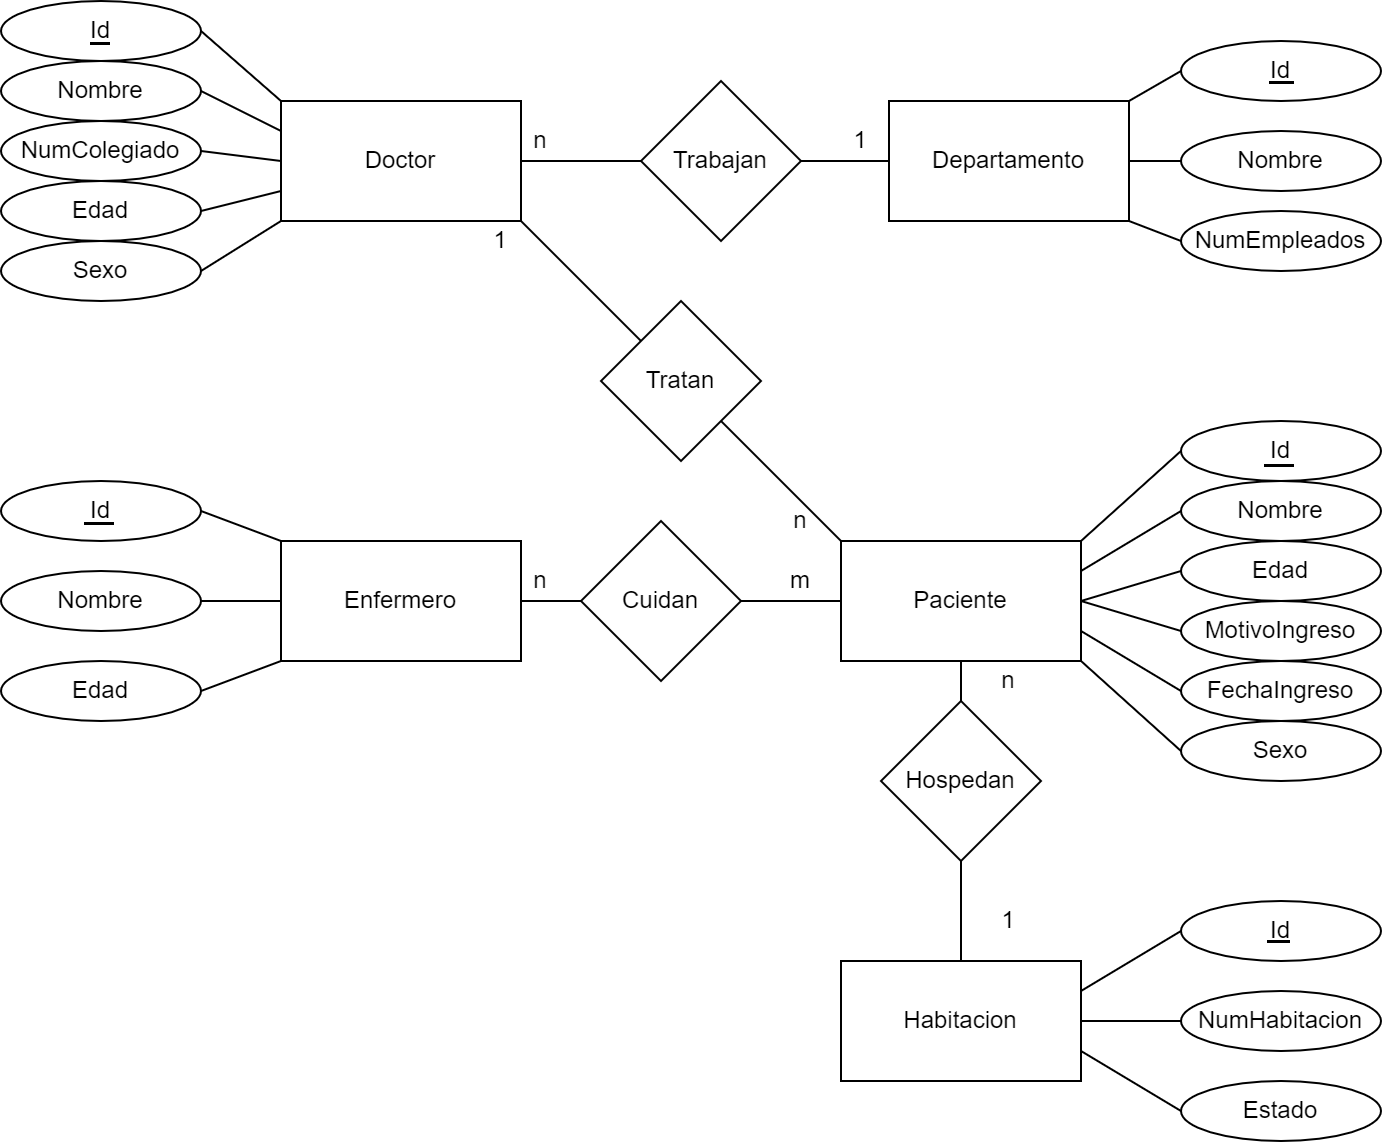 Id
Nombre
NumColegiado
Edad
Sexo
Doctor
n
Trabajan
1
Departamento
Id
Nombre
NumEmpleados
1
Tratan
n
Id
Nombre
Edad
Enfermero
n
Cuidan
m
Paciente
Id
Nombre
Edad
MotivoIngreso
FechaIngreso
Sexo
n
Hospedan
1
Habitacion
Id
NumHabitacion
Estado